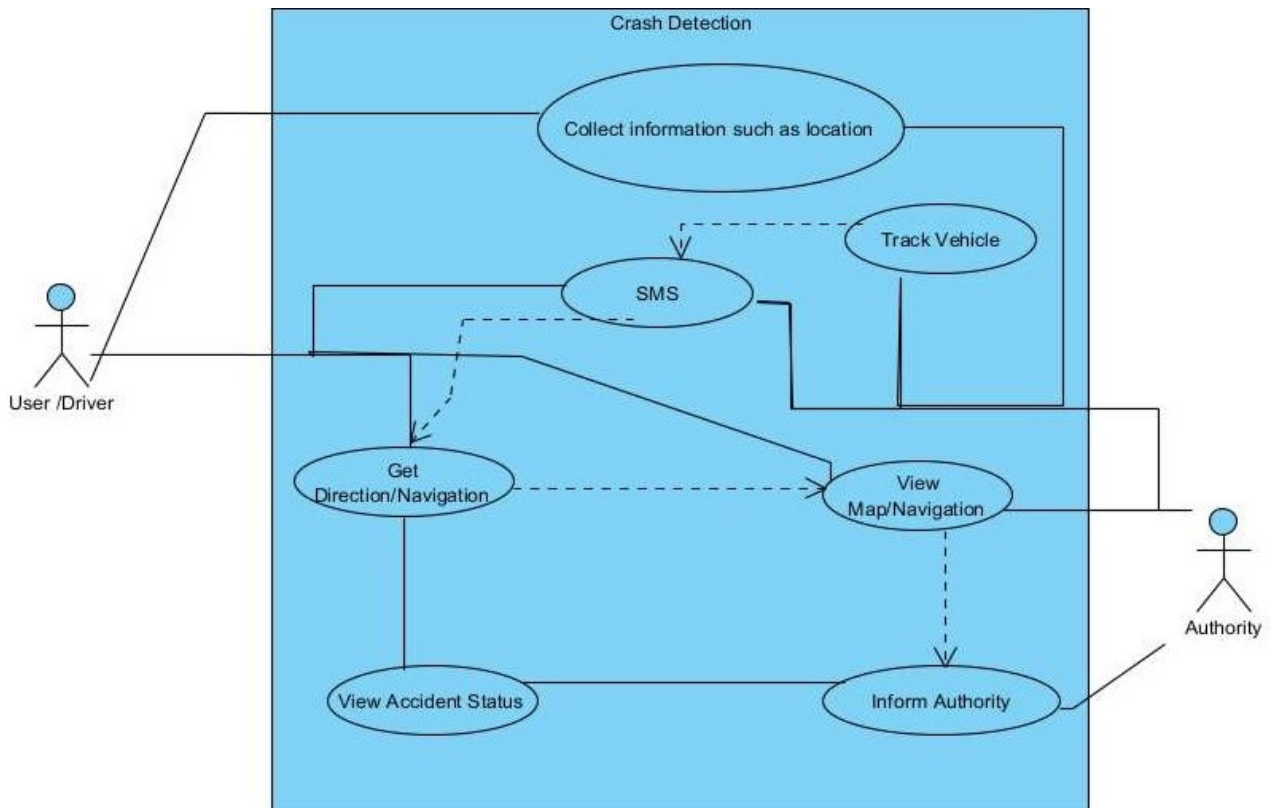 Crash Detection
Collect information such as location
Track Vehicle
SMS
User /Driver
Get
Direction/Navigation
View
Map/Navigation
Authority
View Accident Status
Inform Authority